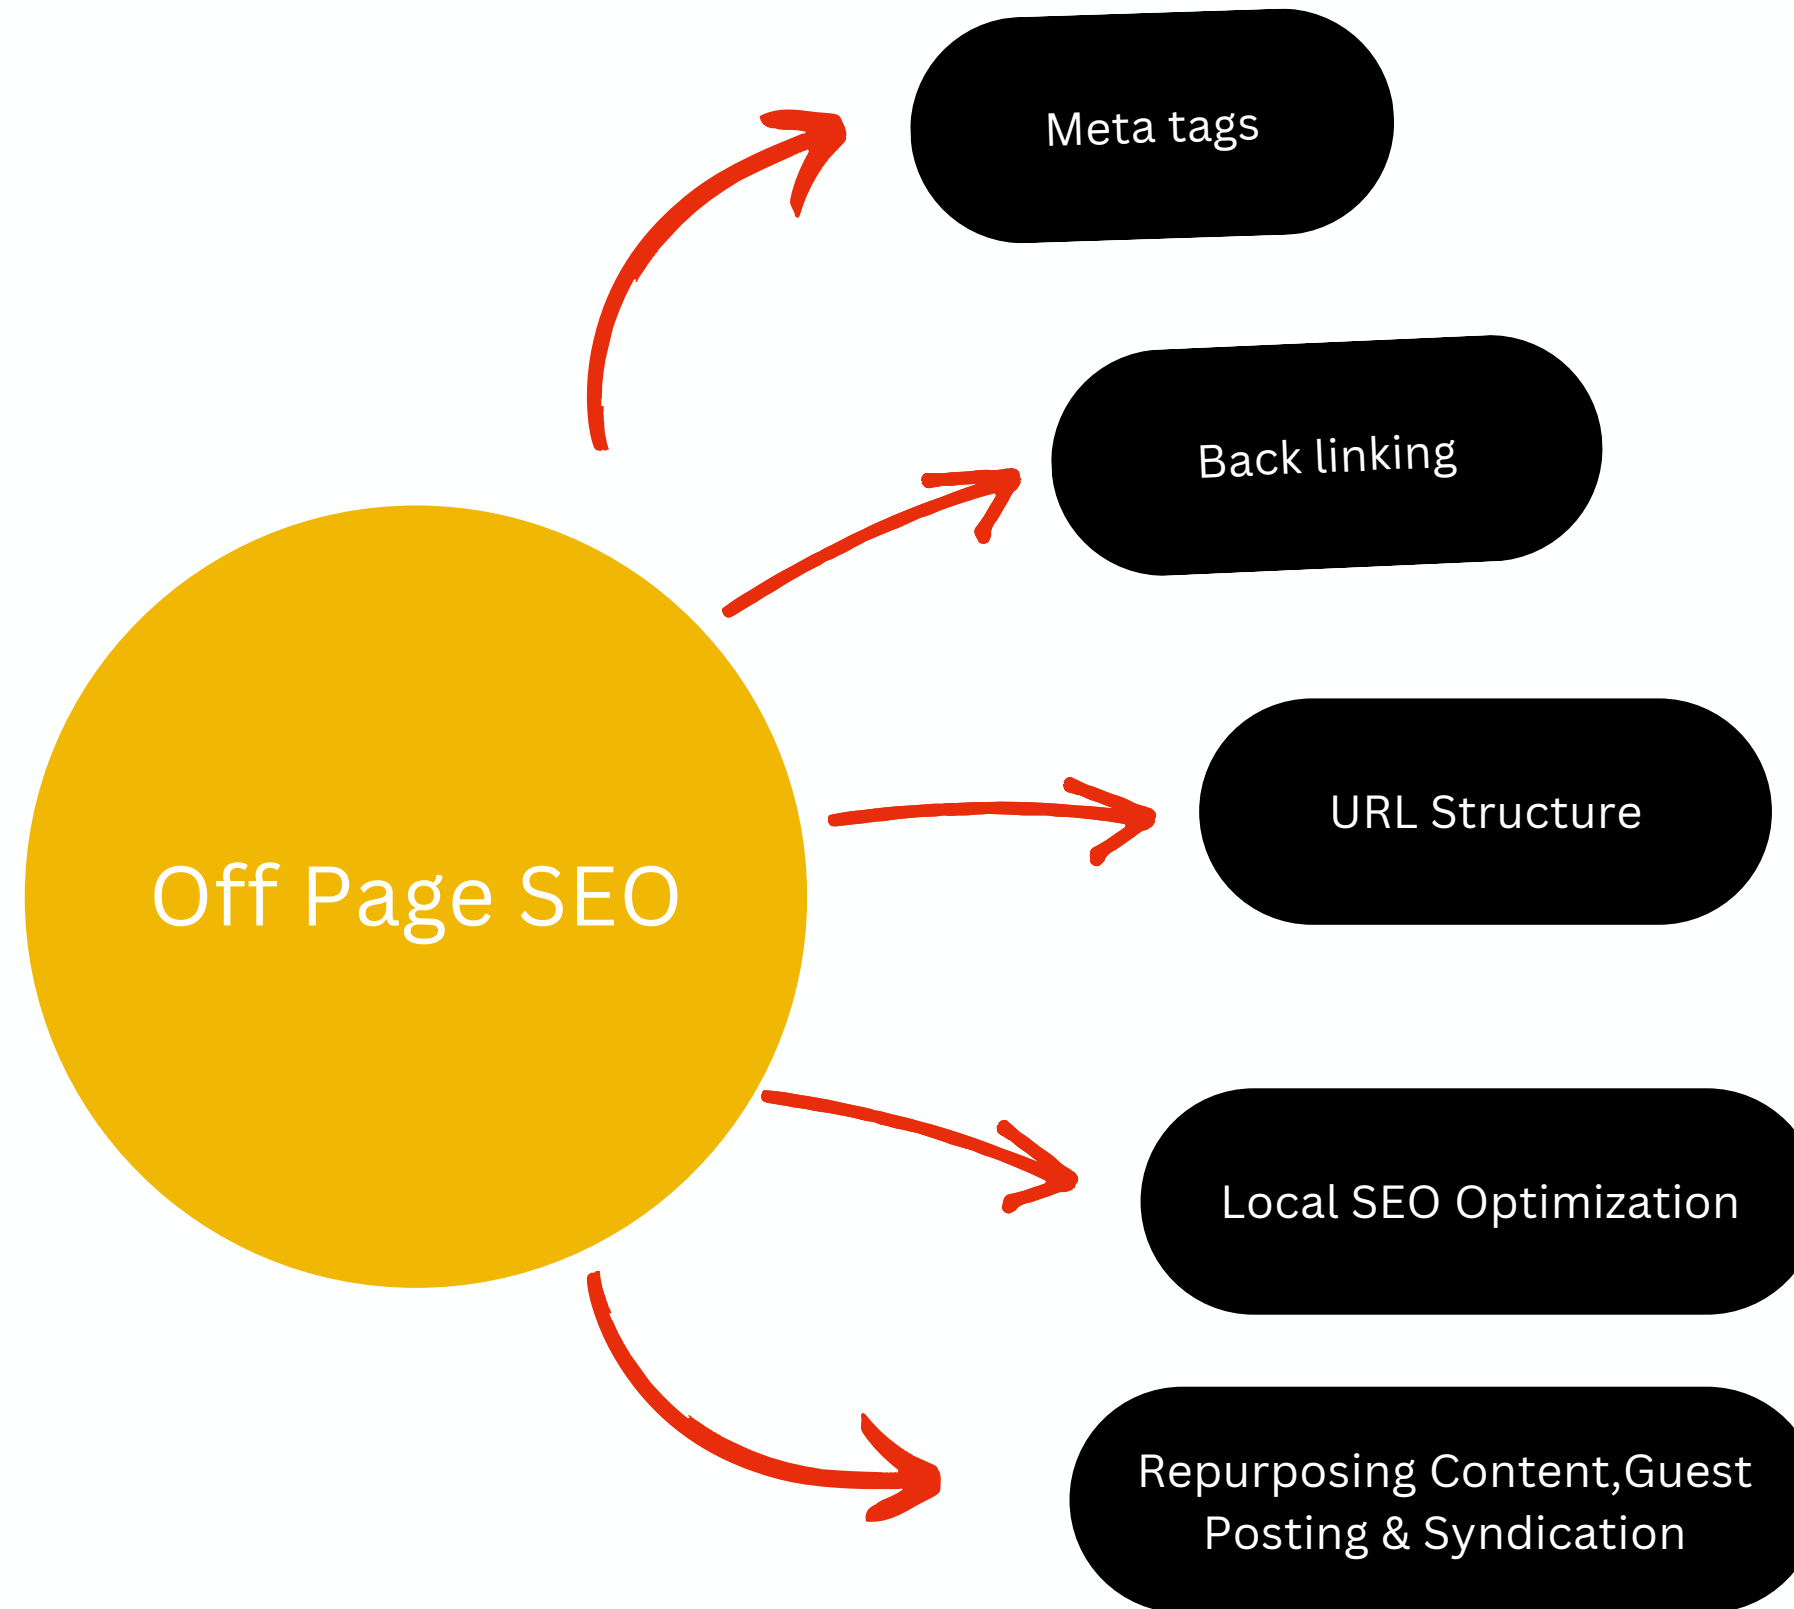 Meta tags
Back linking
URL Structure
Off Page SEO
Local SEO Optimization
Repurposing Content,Guest
Posting & Syndication